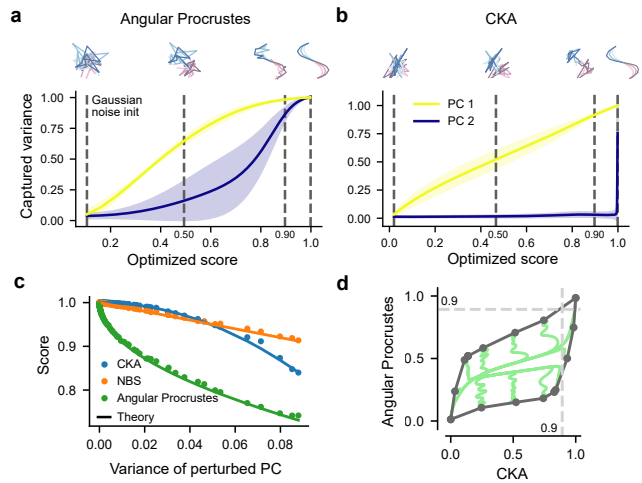 a
Angular Procrustes
Captured variance
1.00
0.75
0.50
0.25
0.00
Gaussian
noise init
0.50
0.90
0.2
0.4
0.6
0.8
1.0
Optimized score
b
CKA
1.00
0.75
0.50
0.25
0.00
PC 1
PC 2
0.50
0.90
0.2
0.4
0.6
0.8
1.0
Optimized score
c
Score
1.0
0.9
0.8
CKA
NBS
Angular Procrustes
Theory
0.00
0.02
0.04
0.06
0.08
Variance of perturbed PC
d
Angular Procrustes
1.0
0.5
0.0
0.9
0.9
0.0
0.5
1.0
CKA